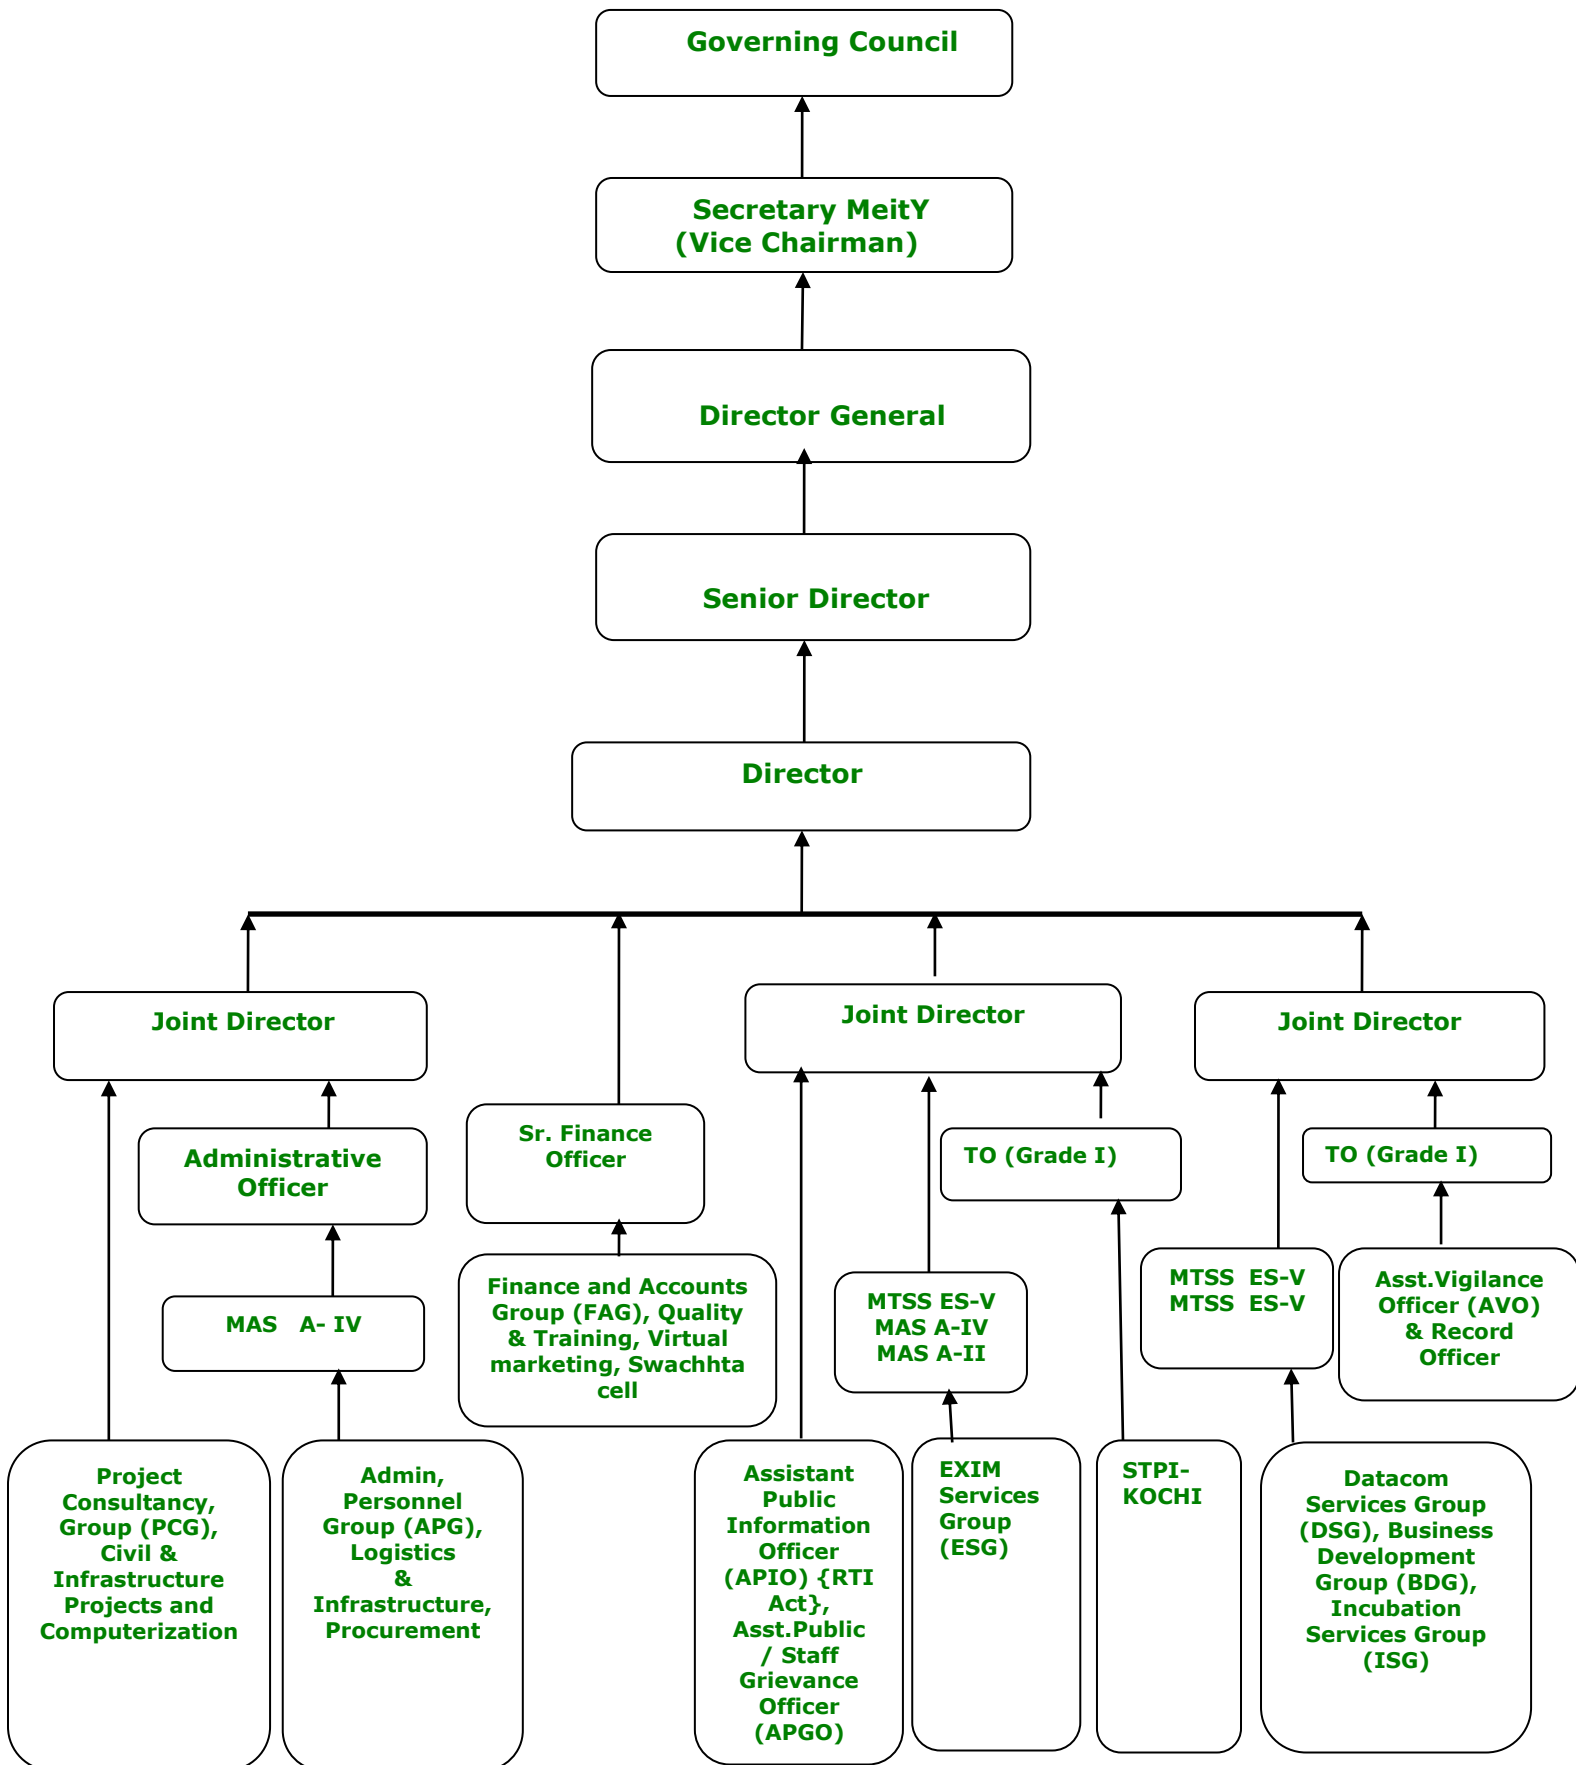 Governing Council
Secretary MeitY
(Vice Chairman)
Director General
Senior Director
Director
Joint Director
Joint Director
Joint Director
Administrative
Officer
Sr. Finance
Officer
TO (Grade I)
TO (Grade I)
MAS A- IV
Finance and Accounts
Group (FAG), Quality
& Training, Virtual
marketing, Swachhta
cell
MTSS ES-V
MAS A-IV
MAS A-II
MTSS ES-V
MTSS ES-V
Asst.Vigilance
Officer (AVO)
& Record
Officer
Project
Consultancy,
Group (PCG),
Civil &
Infrastructure
Projects and
Computerization
Admin,
Personnel
Group (APG),
Logistics
&
Infrastructure,
Procurement
Assistant
Public
Information
Officer
(APIO) {RTI
Act},
Asst.Public
/ Staff
Grievance
Officer
(APGO)
EXIM
Services
Group
(ESG)
STPI-
KOCHI
Datacom
Services Group
(DSG), Business
Development
Group (BDG),
Incubation
Services Group
(ISG)